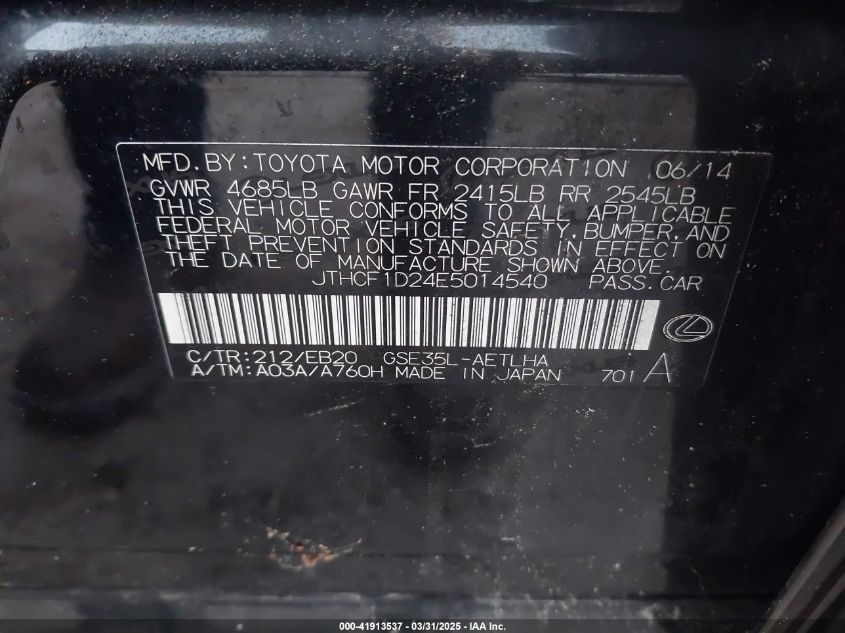 MFD. BY: TOYOTA MOTOR CORPORATION 06/14
GVWR 4685LB GAWR FR 2415LB RR 2545LB
THIS VEHICLE CONFORMS TO ALL APPLICABLE
FEDERAL MOTOR VEHICLE SAFETY, BUMPER, AND
THEFT PREVENTION STANDARDS IN EFFECT ON
THE DATE OF MANUFACTURE SHOWN ABOVE.
JTHCF1D24E5014540 PASS. CAR
C/TR: 212/EB20 GSE35L-AETLHA
A/TM: A03A/A760H MADE IN JAPAN 701 A
000-41913537 - 03/31/2025 - IAA Inc.